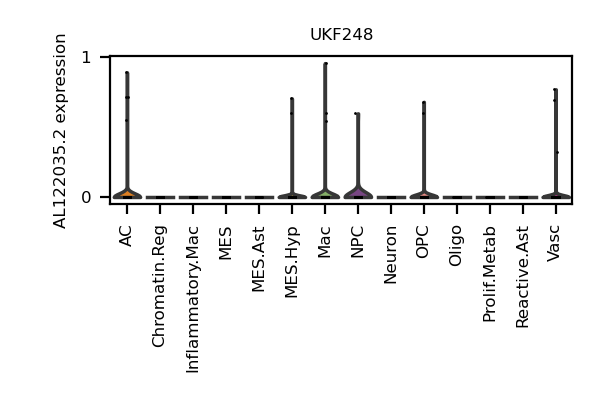 UKF248
AL122035.2 expression
1
0
AC
Chromatin.Reg
Inflammatory.Mac
MES
MES.Ast
MES.Hyp
Mac
NPC
Neuron
OPC
Oligo
Prolif.Metab
Reactive.Ast
Vasc